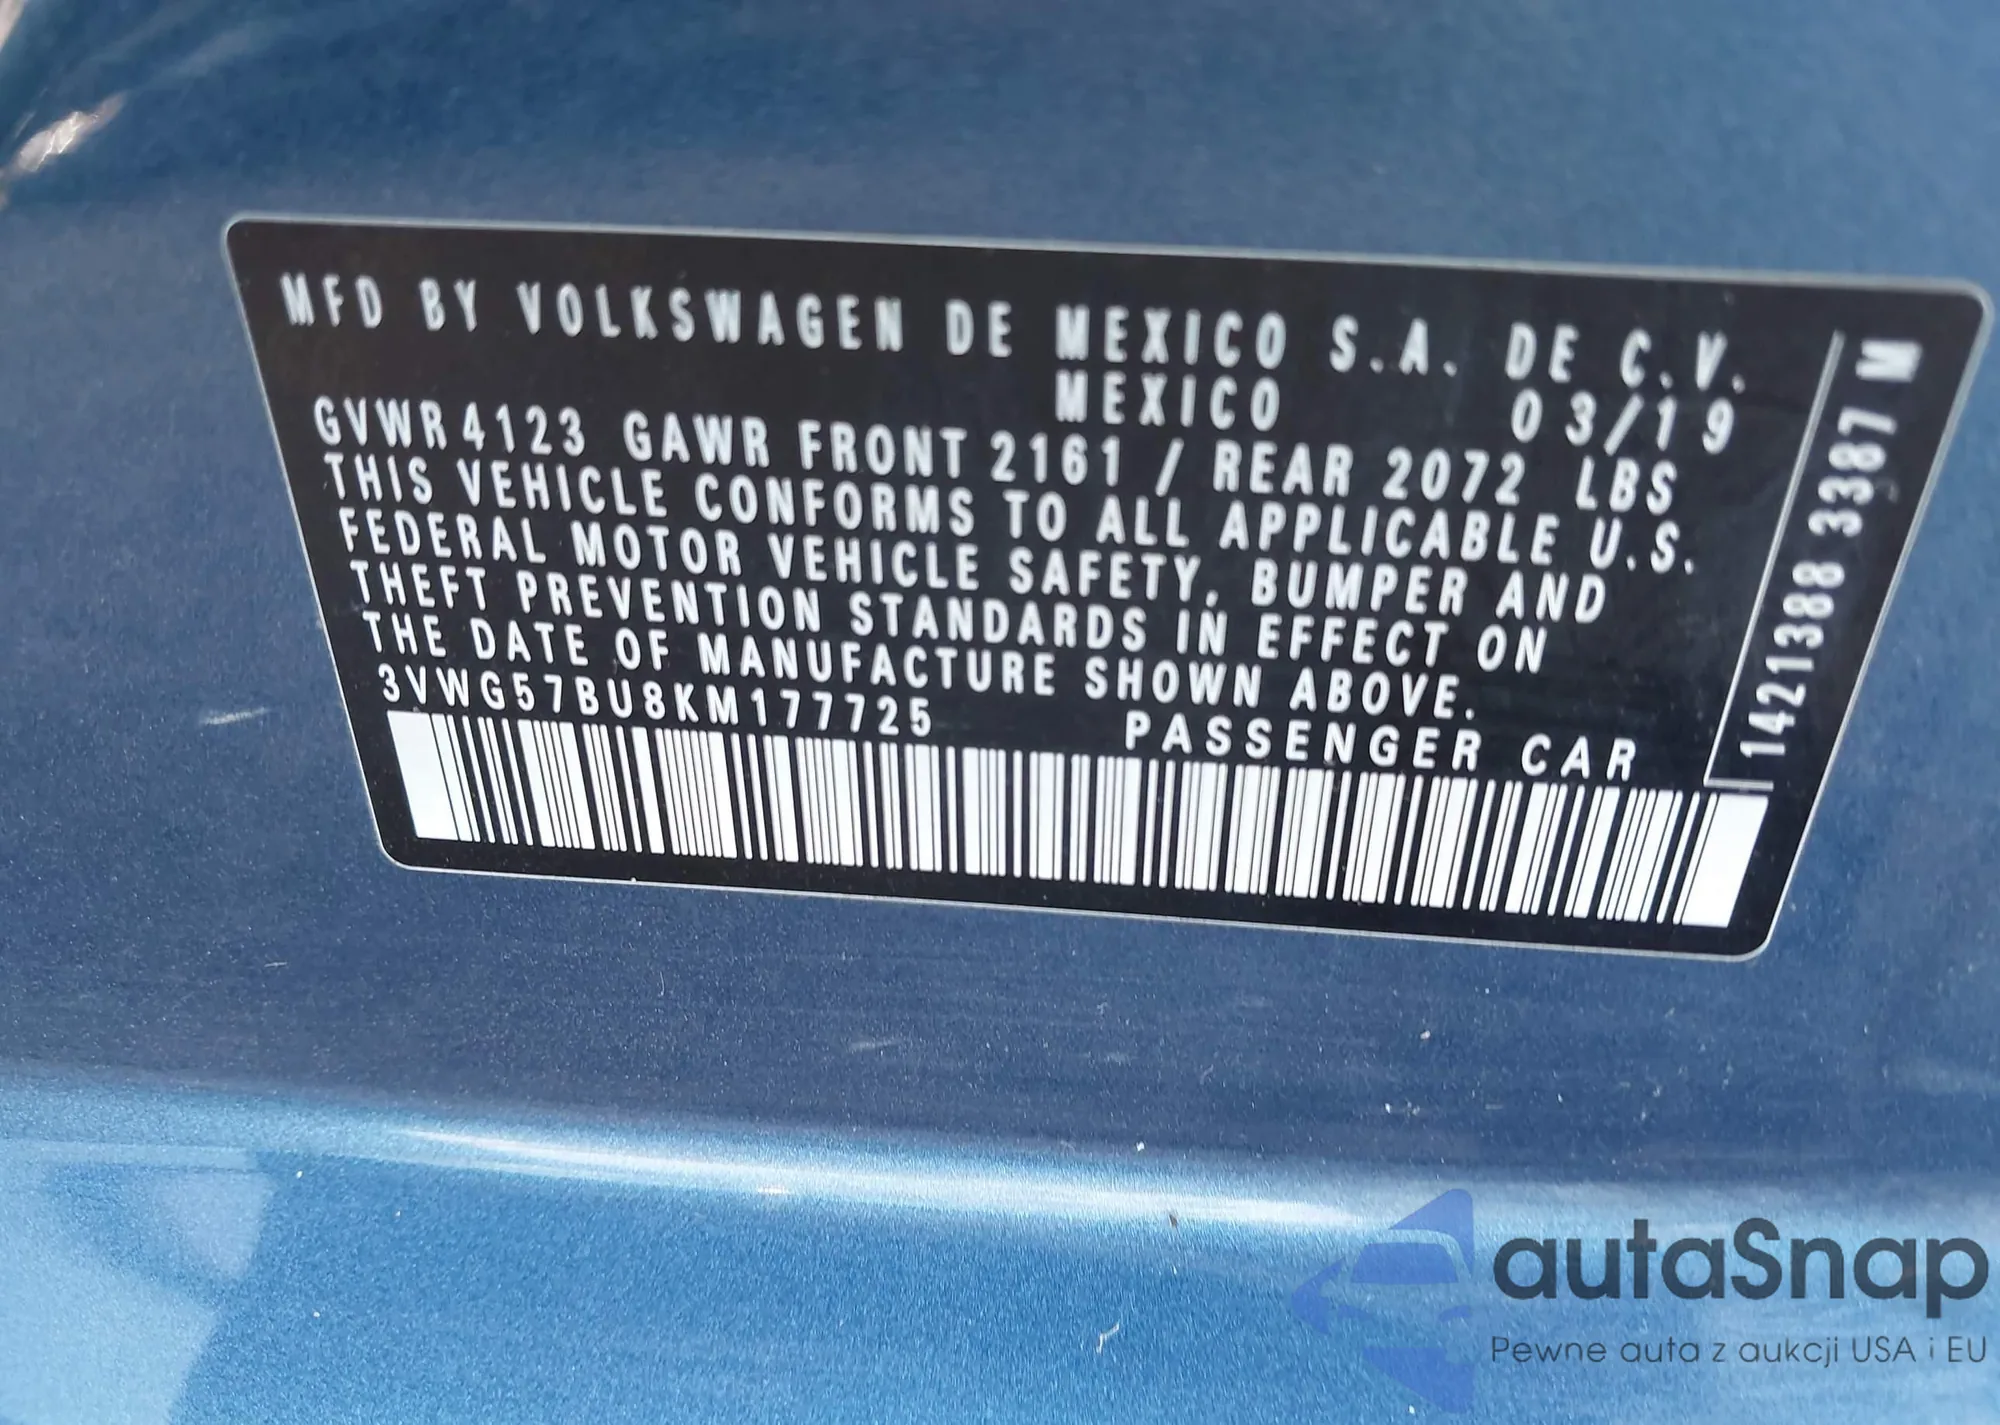 MFD BY VOLKSWAGEN DE MEXICO S.A. DE C.V.
MEXICO 03/19
GVWR 4123 GAWR FRONT 2161 / REAR 2072 LBS
THIS VEHICLE CONFORMS TO ALL APPLICABLE U.S.
FEDERAL MOTOR VEHICLE SAFETY, BUMPER AND
THEFT PREVENTION STANDARDS IN EFFECT ON
THE DATE OF MANUFACTURE SHOWN ABOVE.
3VWG57BU8KM177725 PASSENGER CAR
1421388 3387 M
autaSnap
Pewne auta z aukcji USA i EU